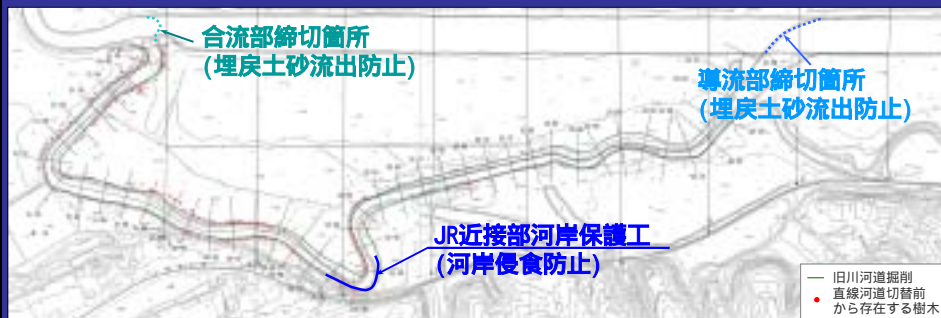 合流部締切箇所
(埋戻土砂流出防止)
導流部締切箇所
(埋戻土砂流出防止)
JR近接部河岸保護工
(河岸侵食防止)
旧川河道掘削
直線河道切替前
から存在する樹木